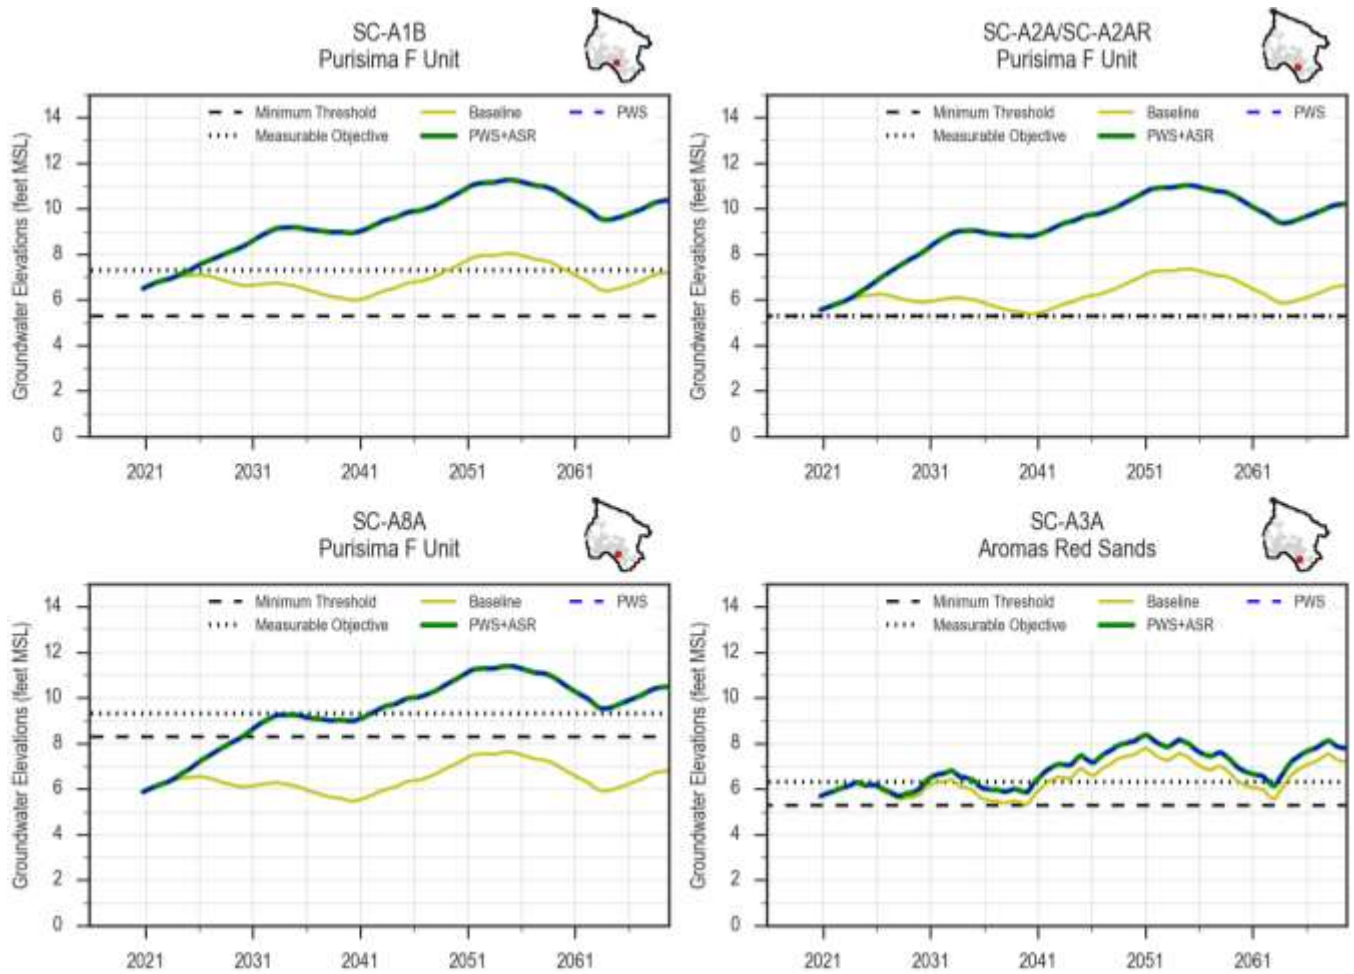 SC-A1B
Purisima F Unit
Groundwater Elevations (feet MSL)
14
12
10
8
6
4
2
0
Minimum Threshold
Baseline
PWS
Measurable Objective
PWS+ASR
2021
2031
2041
2051
2061
SC-A2A/SC-A2AR
Purisima F Unit
Groundwater Elevations (feet MSL)
14
12
10
8
6
4
2
0
Minimum Threshold
Baseline
PWS
Measurable Objective
PWS+ASR
2021
2031
2041
2051
2061
SC-A8A
Purisima F Unit
Groundwater Elevations (feet MSL)
14
12
10
8
6
4
2
0
Minimum Threshold
Baseline
PWS
Measurable Objective
PWS+ASR
2021
2031
2041
2051
2061
SC-A3A
Aromas Red Sands
Groundwater Elevations (feet MSL)
14
12
10
8
6
4
2
0
Minimum Threshold
Baseline
PWS
Measurable Objective
PWS+ASR
2021
2031
2041
2051
2061